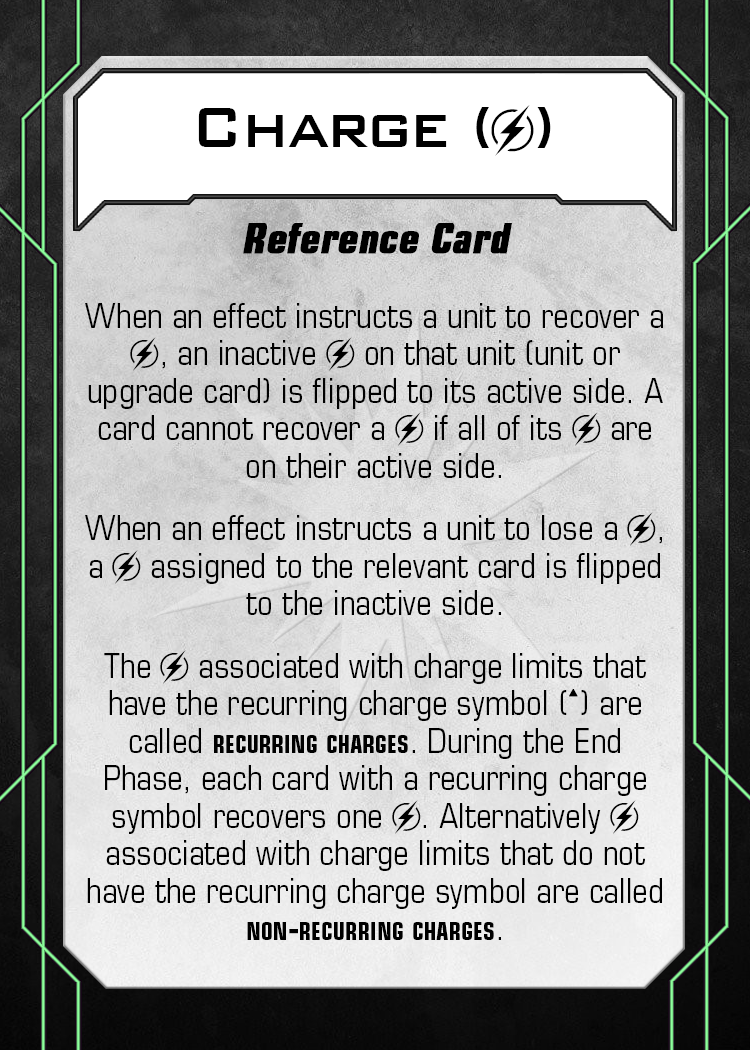 CHARGE (⚡)
Reference Card
When an effect instructs a unit to recover a
⚡, an inactive ⚡ on that unit (unit or
upgrade card) is flipped to its active side. A
card cannot recover a ⚡ if all of its ⚡ are
on their active side.
When an effect instructs a unit to lose a ⚡,
a ⚡ assigned to the relevant card is flipped
to the inactive side.
The ⚡ associated with charge limits that
have the recurring charge symbol (▲) are
called RECURRING CHARGES. During the End
Phase, each card with a recurring charge
symbol recovers one ⚡. Alternatively ⚡
associated with charge limits that do not
have the recurring charge symbol are called
NON-RECURRING CHARGES.